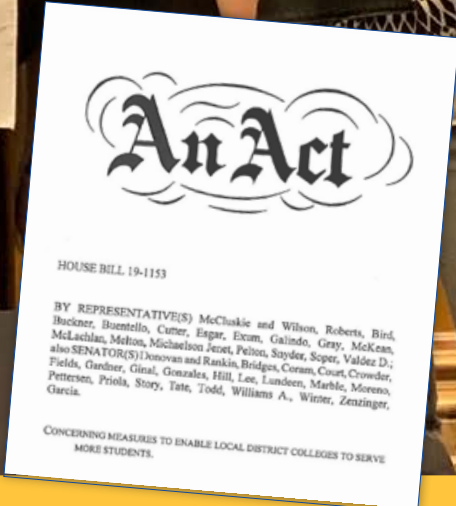 An Act
HOUSE BILL 19-1153
BY REPRESENTATIVE(S) McCluskie and Wilson, Roberts, Bird,
Buckner, Buentello, Cutter, Esgar, Exum, Galindo, Gray, McKean,
McLachlan, Melton, Michaelson Jenet, Pelton, Snyder, Soper, Valdez D.;
also SENATOR(S) Donovan and Rankin, Bridges, Coram, Court, Crowder,
Fields, Gardner, Ginal, Gonzales, Hill, Lee, Lundeen, Marble, Moreno,
Pettersen, Priola, Story, Tate, Todd, Williams A., Winter, Zenzinger,
Garcia.
CONCERNING MEASURES TO ENABLE LOCAL DISTRICT COLLEGES TO SERVE
MORE STUDENTS.